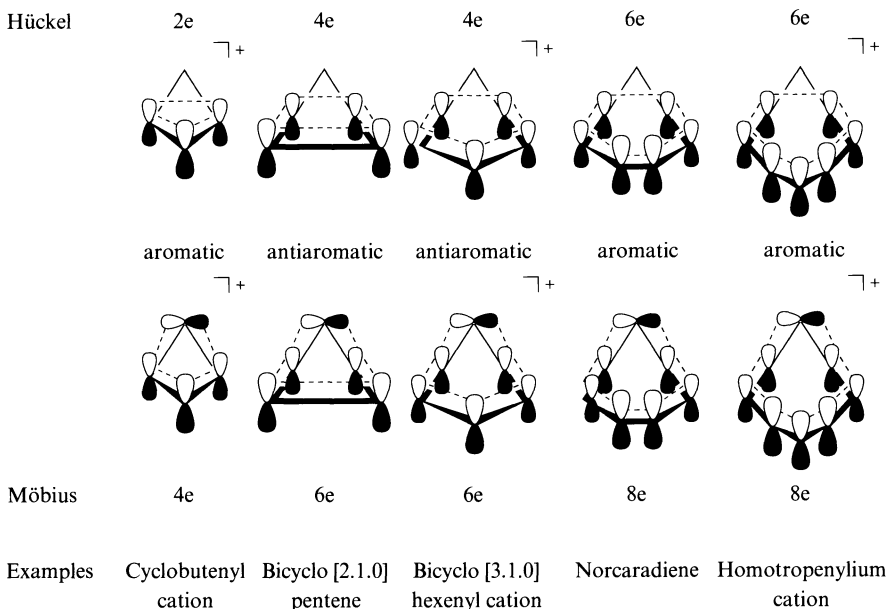 Hückel 2e 4e 4e 6e 6e
⁠+ + +
aromatic antiaromatic antiaromatic aromatic aromatic
+ + +
Möbius 4e 6e 6e 8e 8e
Examples Cyclobutenyl Bicyclo [2.1.0] Bicyclo [3.1.0] Norcaradiene Homotropenylium
cation pentene hexenyl cation cation